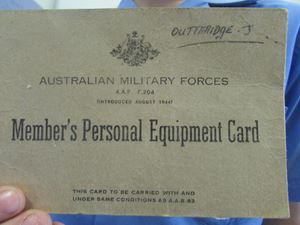 OUTTERIDGE. J
AUSTRALIAN MILITARY FORCES
A.A.F. F.204
(INTRODUCED AUGUST 1944)
Member's Personal Equipment Card
THIS CARD TO BE CARRIED WITH AND
UNDER SAME CONDITIONS AS A.A.B. 83